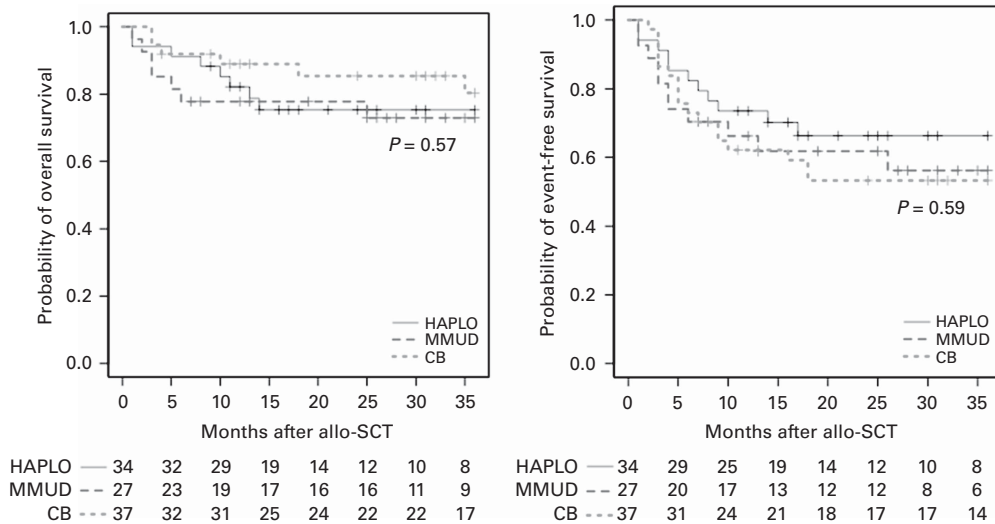 Probability of overall survival
1.0
0.8
0.6
0.4
0.2
0.0
P = 0.57
HAPLO
MMUD
CB
0 5 10 15 20 25 30 35
Months after allo-SCT
HAPLO 34 32 29 19 14 12 10 8
MMUD 27 23 19 17 16 16 11 9
CB 37 32 31 25 24 22 22 17
Probability of event-free survival
1.0
0.8
0.6
0.4
0.2
0.0
P = 0.59
HAPLO
MMUD
CB
0 5 10 15 20 25 30 35
Months after allo-SCT
HAPLO 34 29 25 19 14 12 10 8
MMUD 27 20 17 13 12 12 8 6
CB 37 31 24 21 18 17 17 14